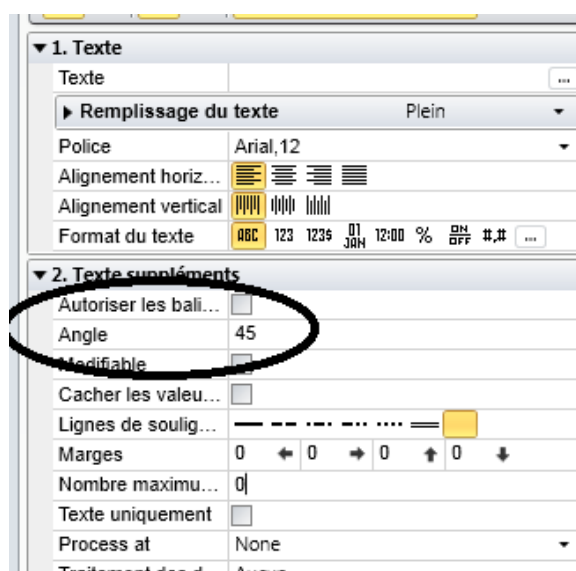 1. Texte
Texte ...
Remplissage du texte Plein
Police Arial,12
Alignement horiz...
Alignement vertical
Format du texte ABC 123 123$ 01 JAN 12:00 % ON OFF #,# ...
2. Texte suppléments
Autoriser les bali...
Angle 45
Modifiable
Cacher les valeu...
Lignes de soulig...
Marges 0 0 0 0
Nombre maximu... 0
Texte uniquement
Process at None